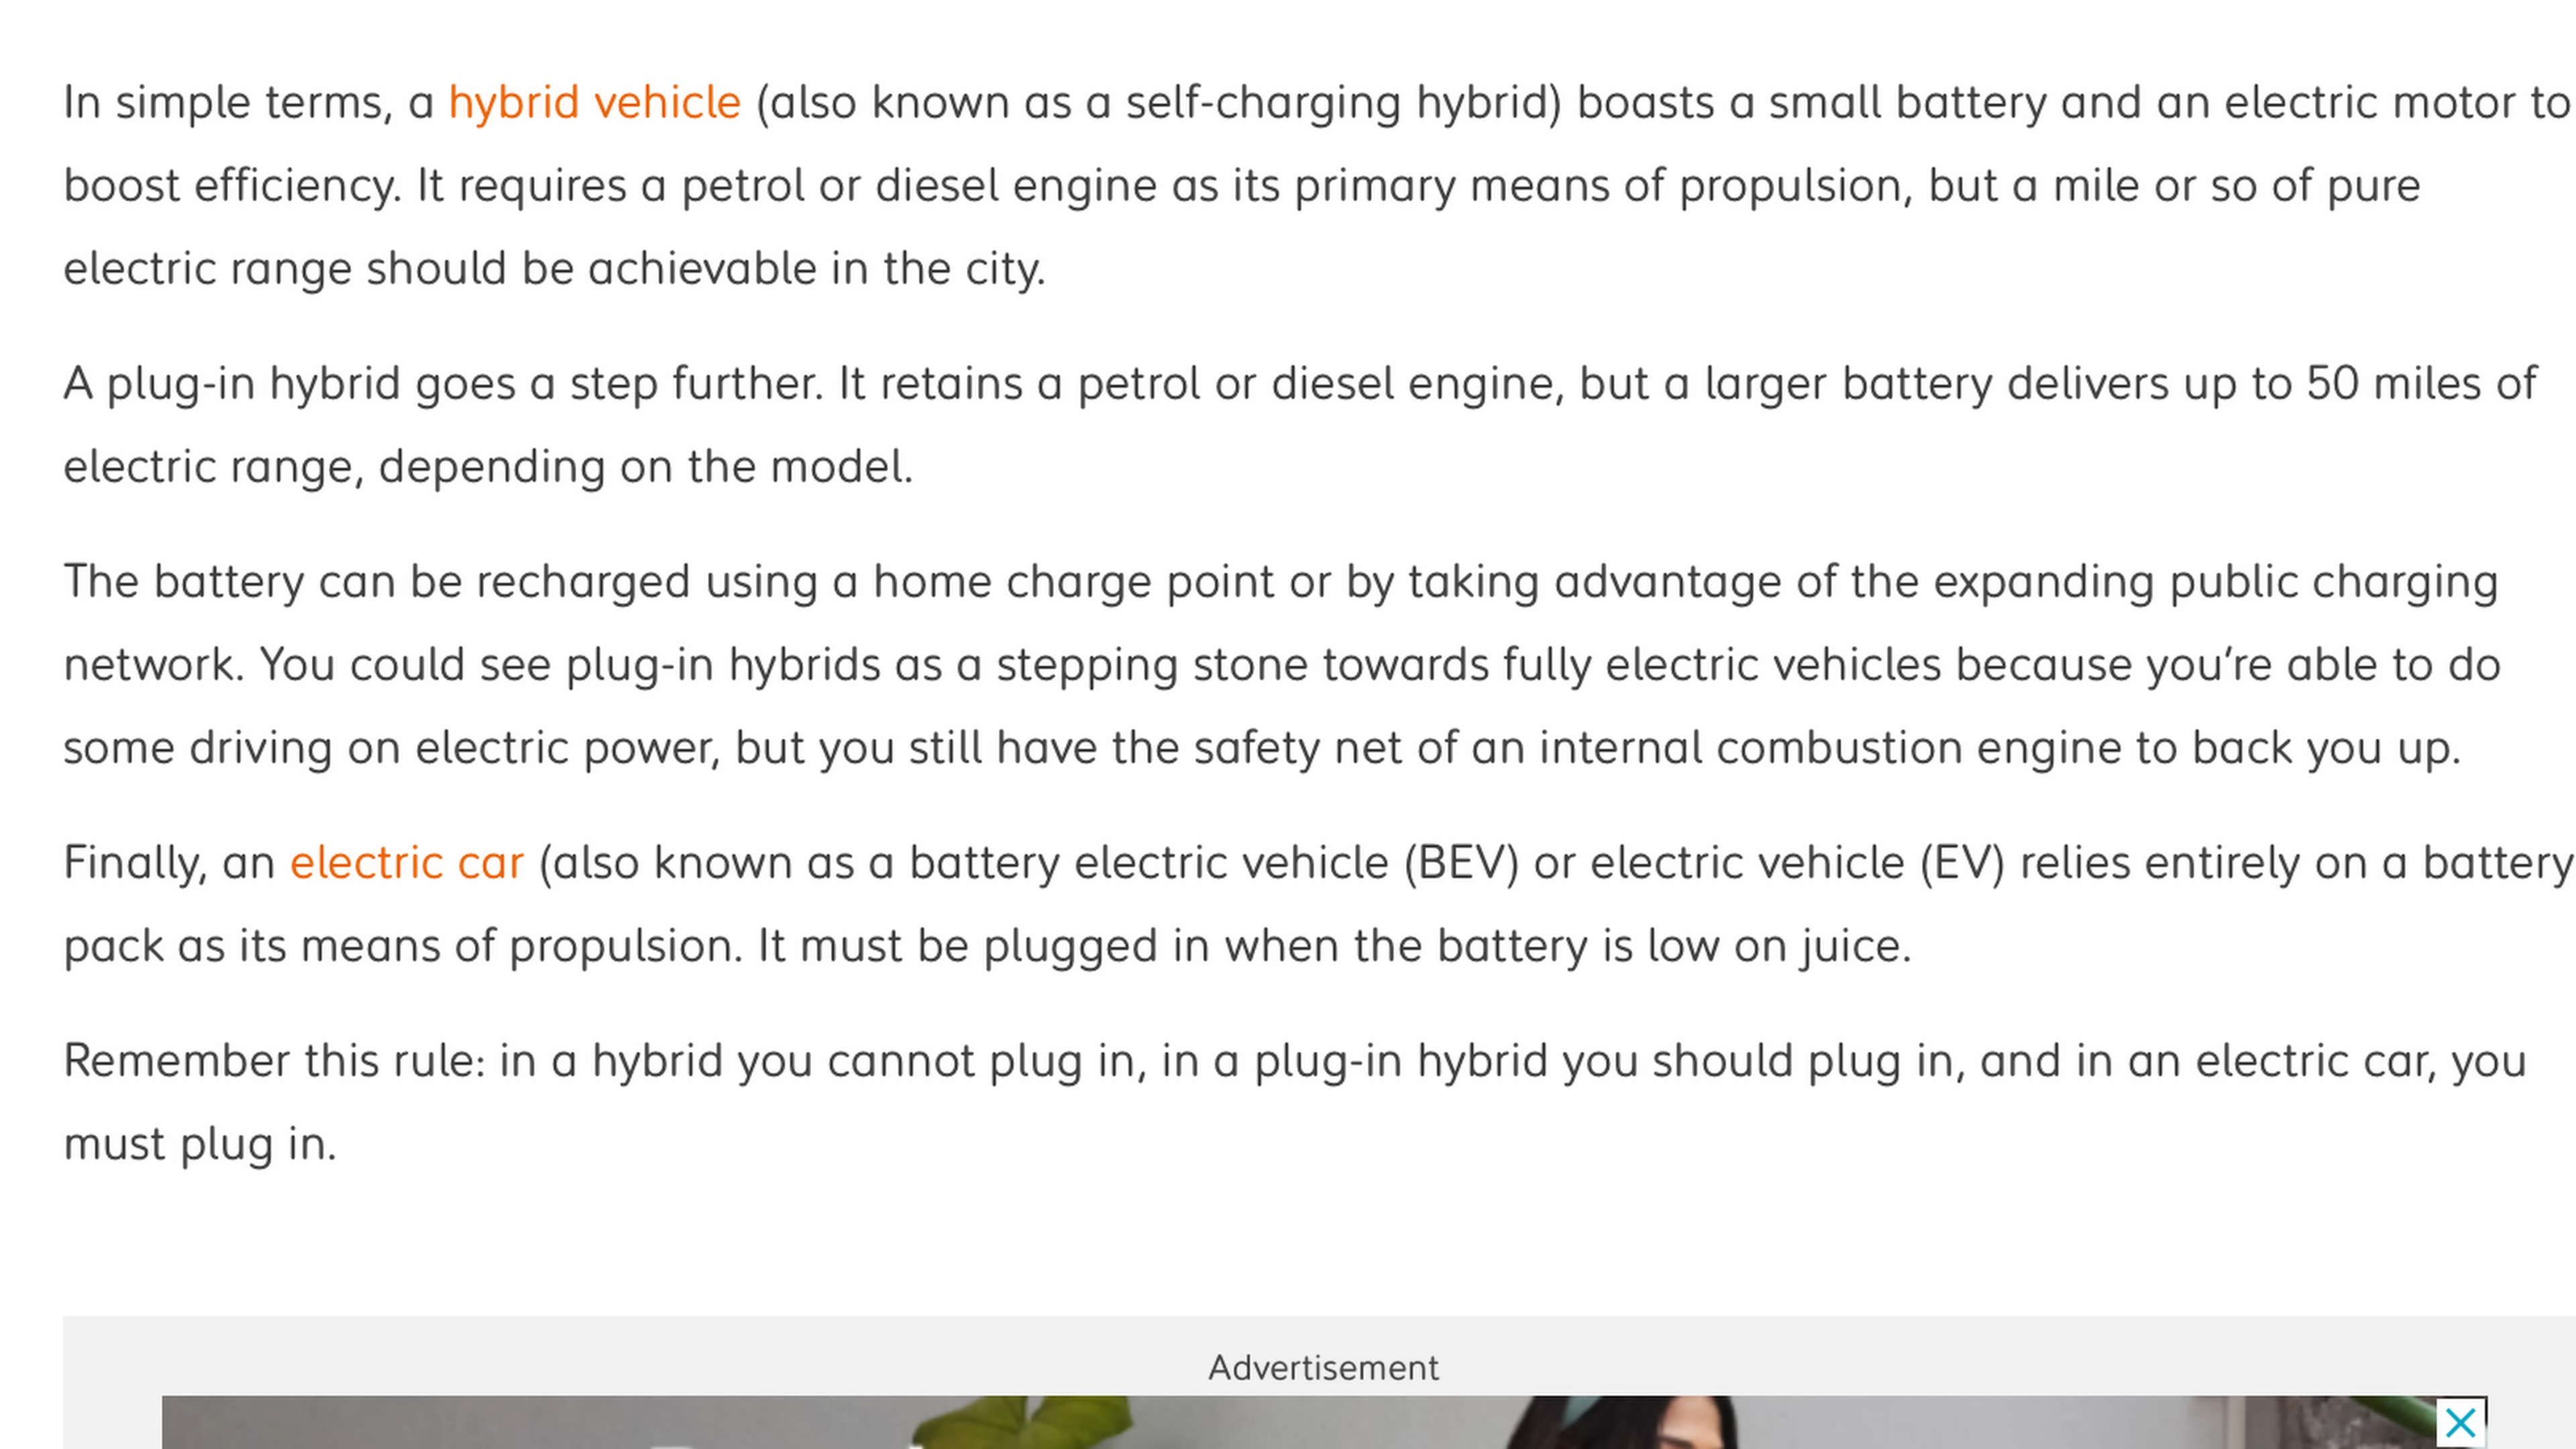 In simple terms, a hybrid vehicle (also known as a self-charging hybrid) boasts a small battery and an electric motor to
boost efficiency. It requires a petrol or diesel engine as its primary means of propulsion, but a mile or so of pure
electric range should be achievable in the city.
A plug-in hybrid goes a step further. It retains a petrol or diesel engine, but a larger battery delivers up to 50 miles of
electric range, depending on the model.
The battery can be recharged using a home charge point or by taking advantage of the expanding public charging
network. You could see plug-in hybrids as a stepping stone towards fully electric vehicles because you’re able to do
some driving on electric power, but you still have the safety net of an internal combustion engine to back you up.
Finally, an electric car (also known as a battery electric vehicle (BEV) or electric vehicle (EV) relies entirely on a battery
pack as its means of propulsion. It must be plugged in when the battery is low on juice.
Remember this rule: in a hybrid you cannot plug in, in a plug-in hybrid you should plug in, and in an electric car, you
must plug in.
Advertisement